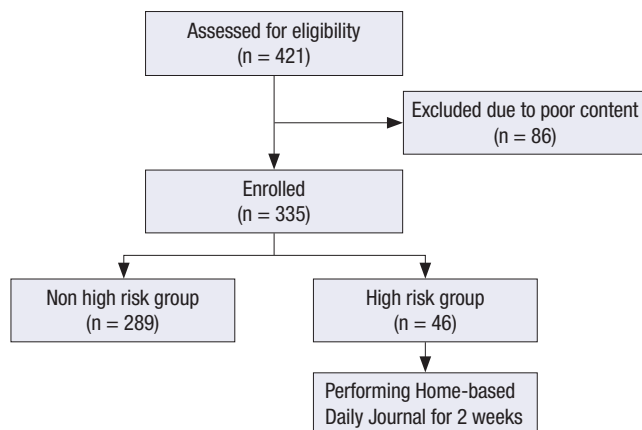 Assessed for eligibility
(n = 421)
Excluded due to poor content
(n = 86)
Enrolled
(n = 335)
Non high risk group
(n = 289)
High risk group
(n = 46)
Performing Home-based
Daily Journal for 2 weeks